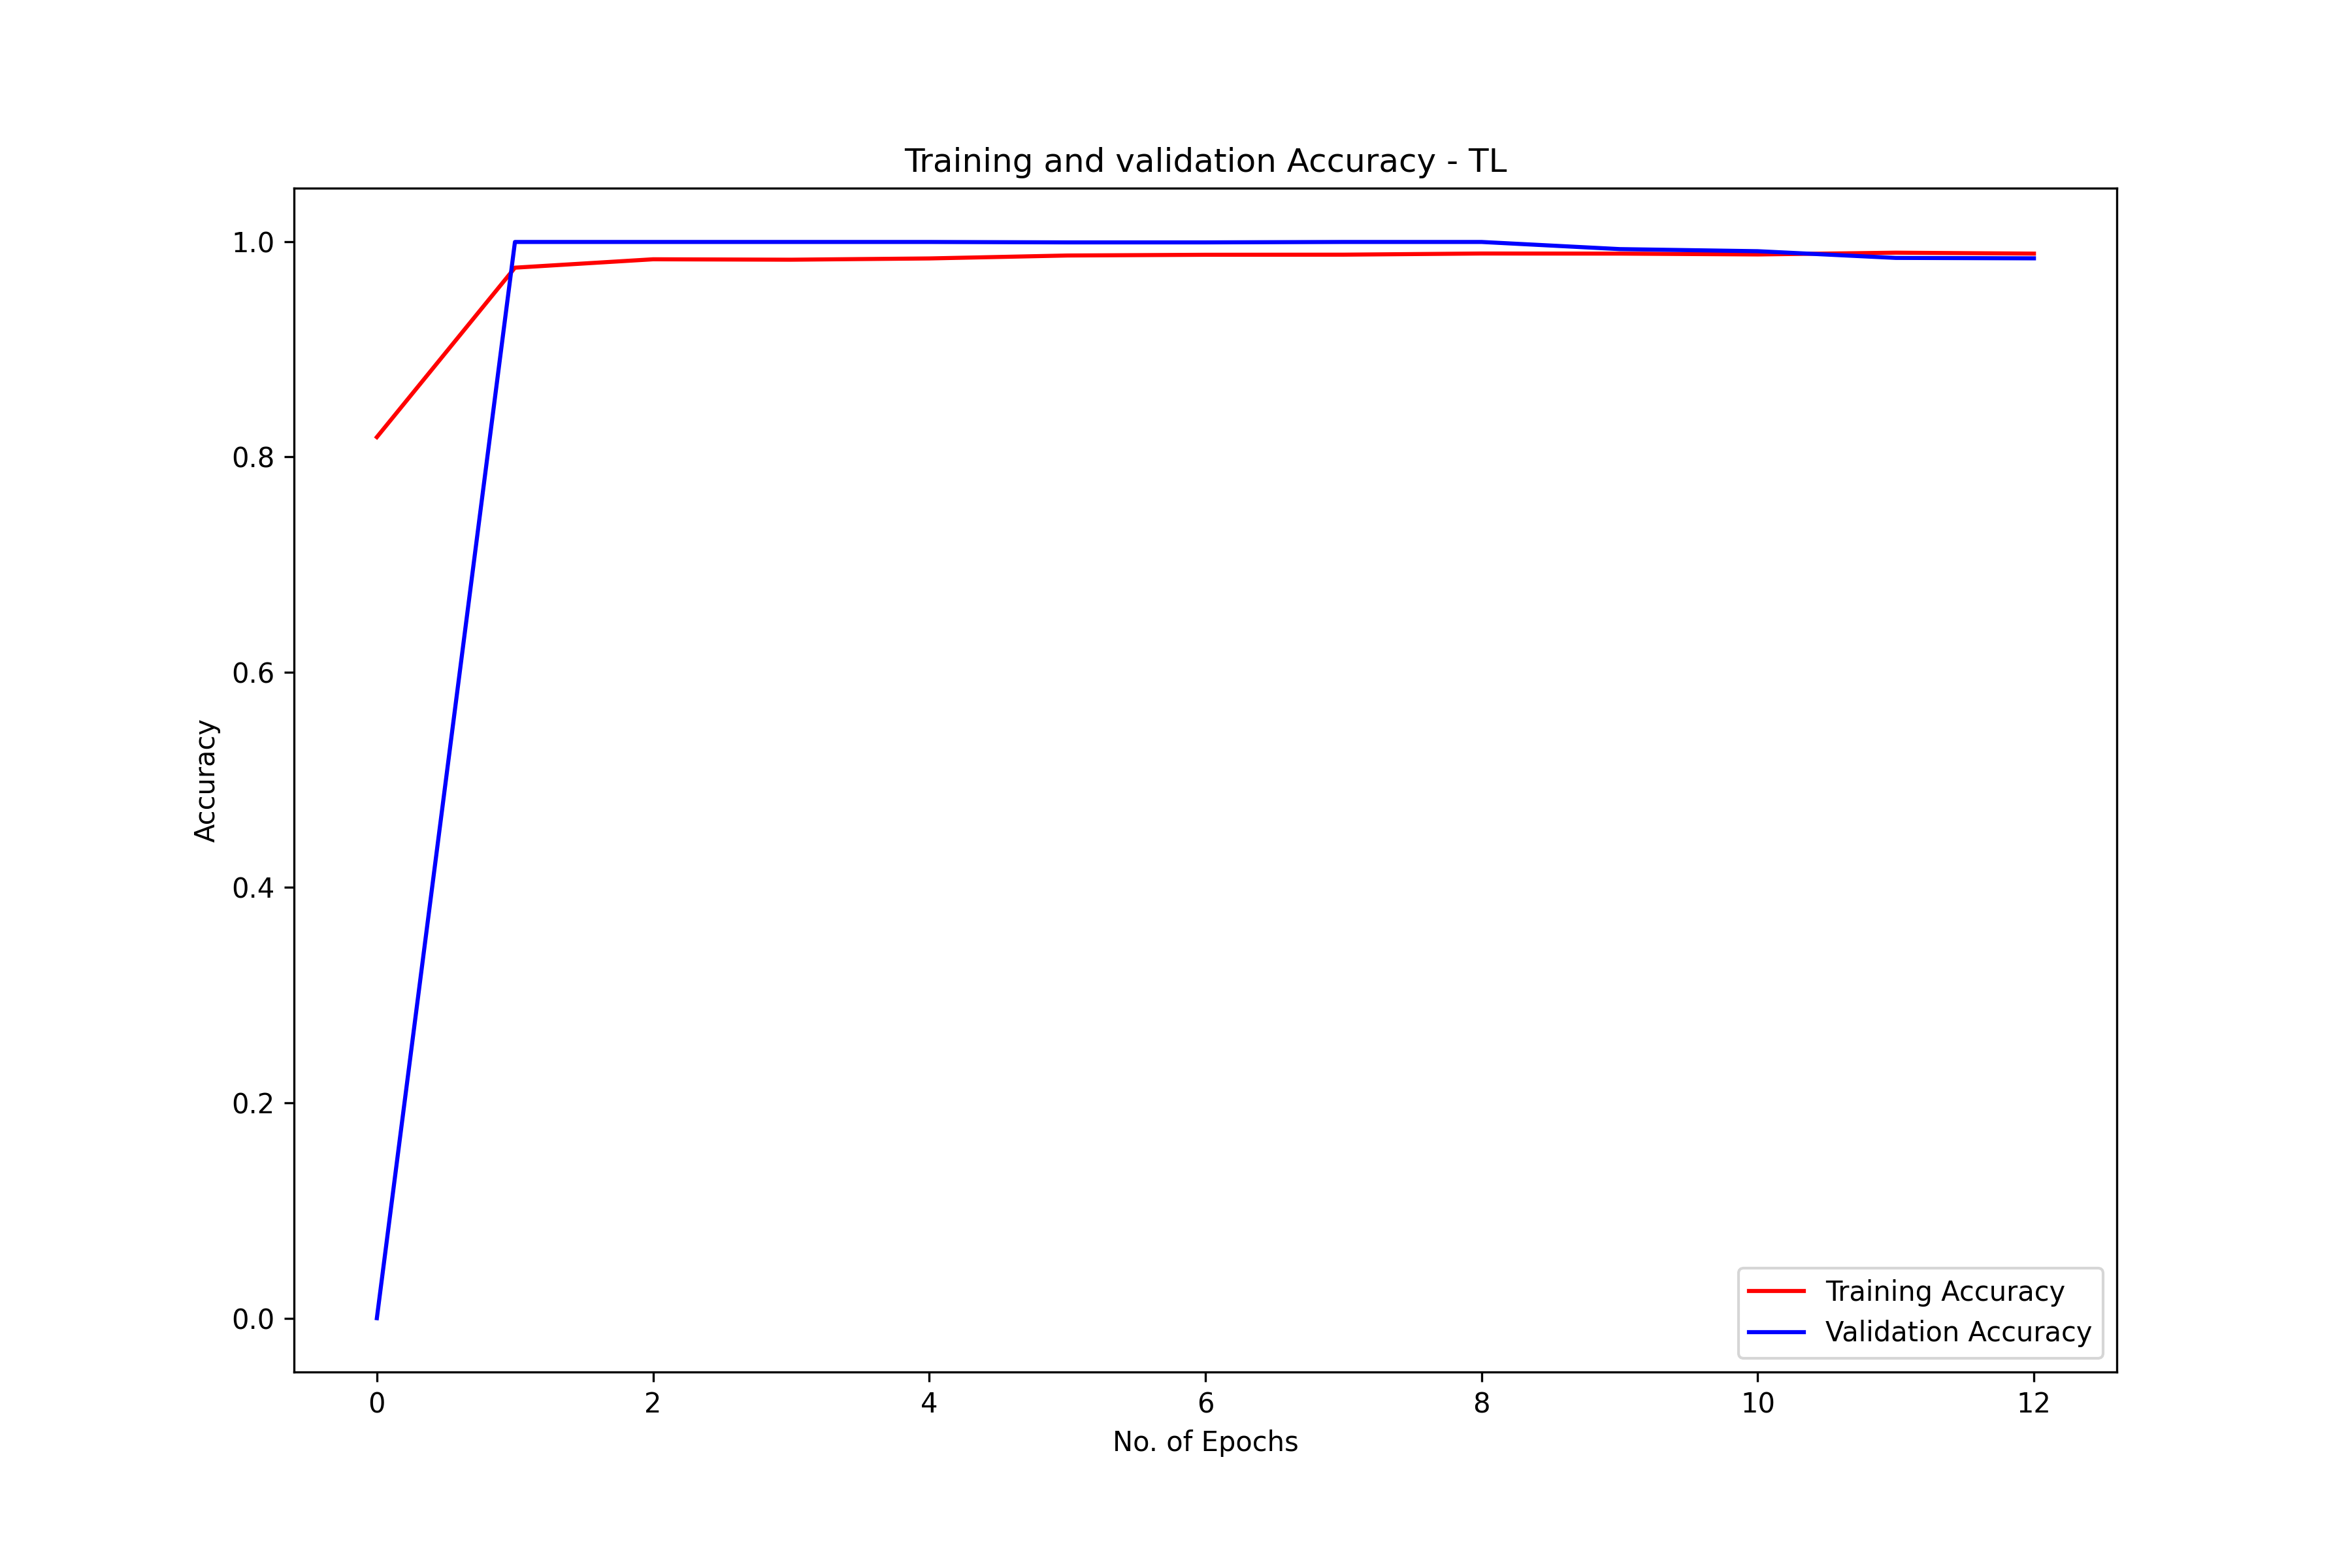 Training and validation Accuracy - TL
1.0
0.8
0.6
0.4
0.2
0.0
Accuracy
0 2 4 6 8 10 12
No. of Epochs
Training Accuracy
Validation Accuracy